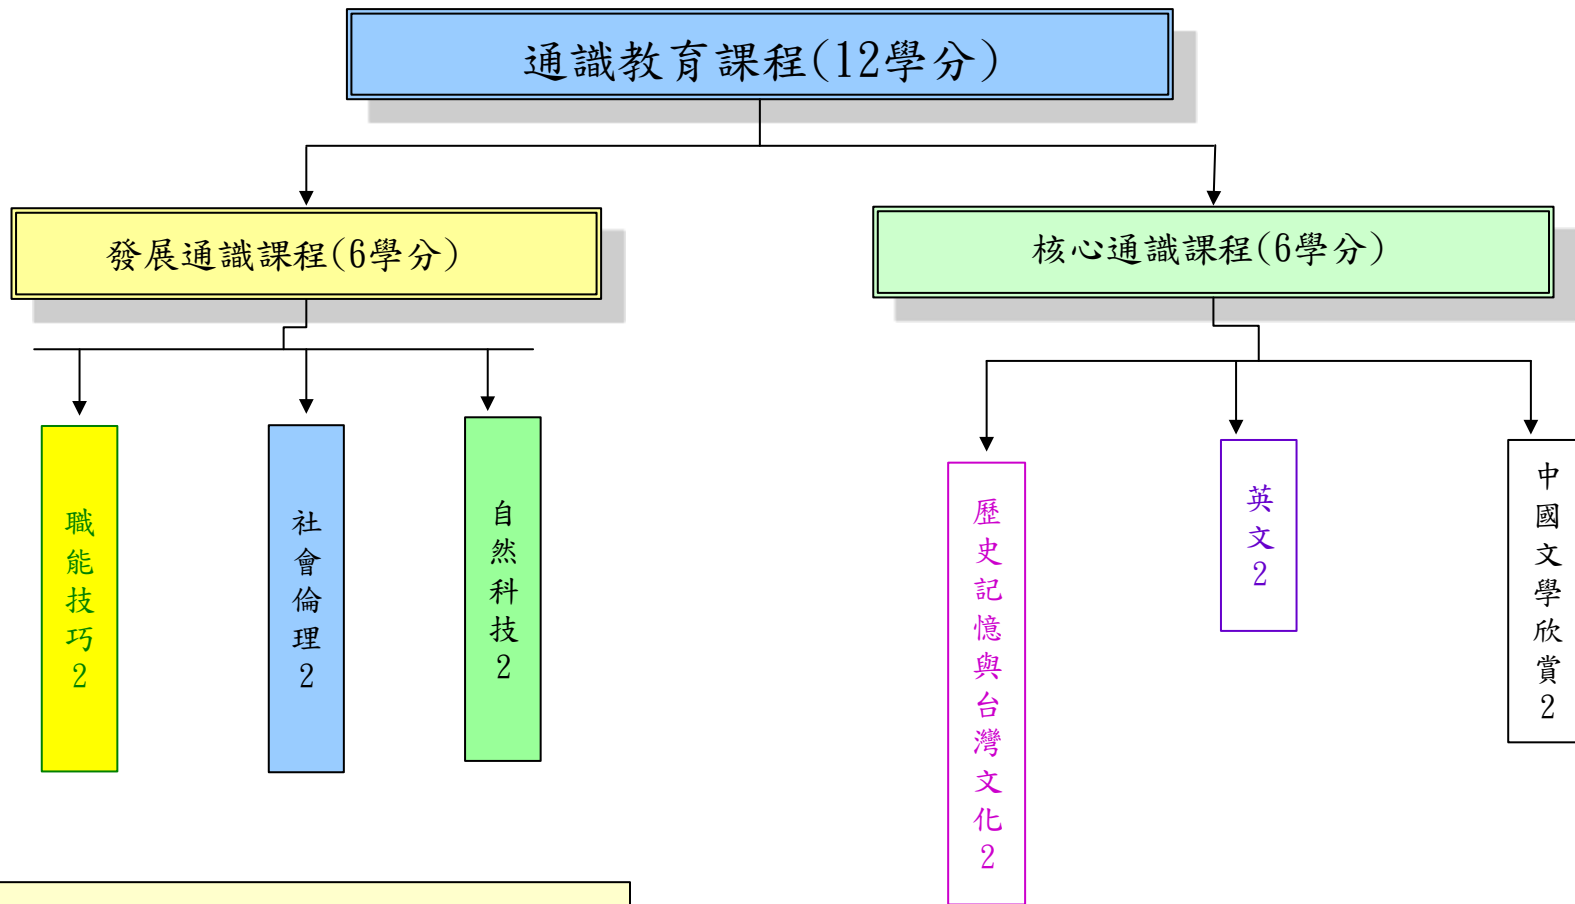 通識教育課程(12學分)
發展通識課程(6學分)
核心通識課程(6學分)
職能技巧2
社會倫理2
自然科技2
歷史記憶與台灣文化2
英文2
中國文學欣賞2